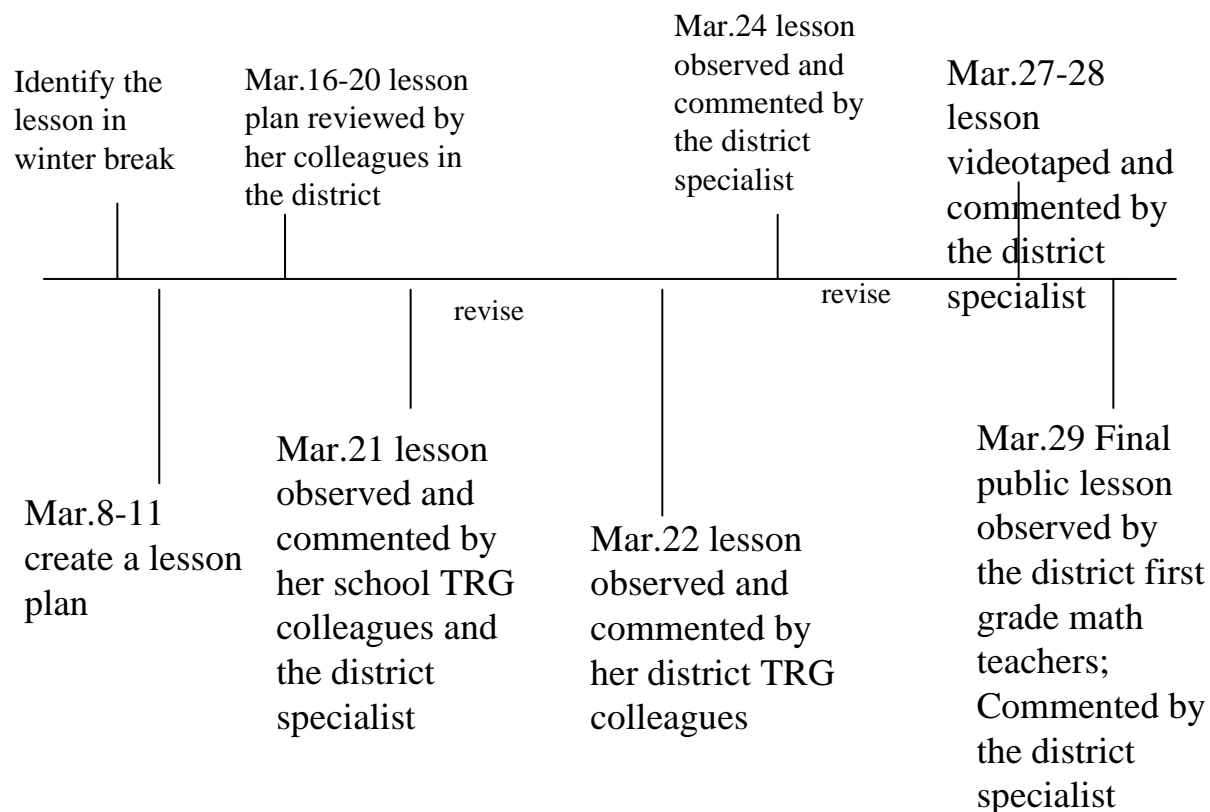 Identify the
lesson in
winter break
Mar.16-20 lesson
plan reviewed by
her colleagues in
the district
Mar.24 lesson
observed and
commented by
the district
specialist
Mar.27-28
lesson
videotaped and
commented by
the district
specialist
revise
revise
Mar.8-11
create a lesson
plan
Mar.21 lesson
observed and
commented by
her school TRG
colleagues and
the district
specialist
Mar.22 lesson
observed and
commented by
her district TRG
colleagues
Mar.29 Final
public lesson
observed by
the district first
grade math
teachers;
Commented by
the district
specialist